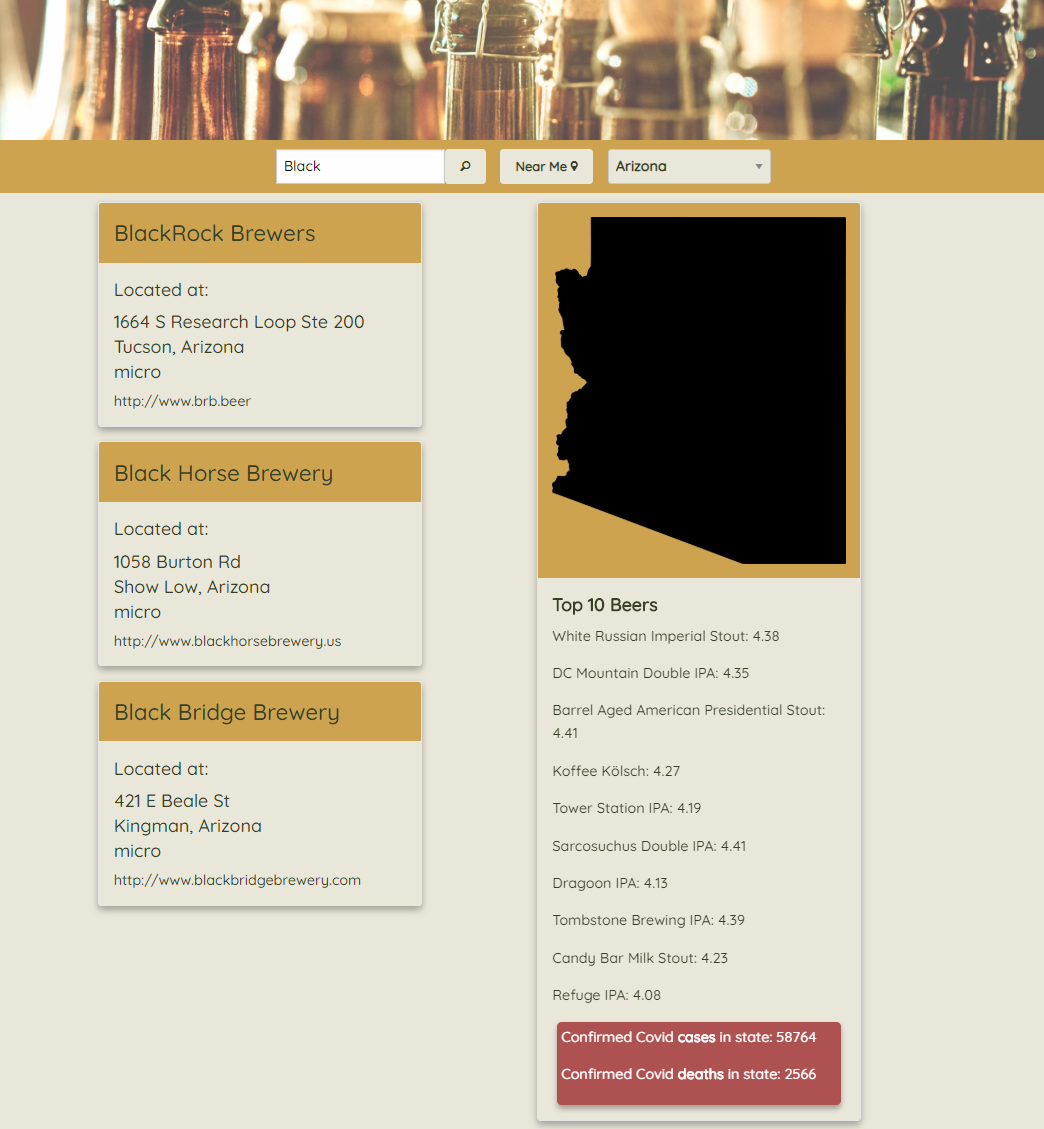 Black
Near Me
Arizona
BlackRock Brewers
Located at:
1664 S Research Loop Ste 200
Tucson, Arizona
micro
http://www.brb.beer
Black Horse Brewery
Located at:
1058 Burton Rd
Show Low, Arizona
micro
http://www.blackhorsebrewery.us
Black Bridge Brewery
Located at:
421 E Beale St
Kingman, Arizona
micro
http://www.blackbridgebrewery.com
Top 10 Beers
White Russian Imperial Stout: 4.38
DC Mountain Double IPA: 4.35
Barrel Aged American Presidential Stout:
4.41
Koffee Kölsch: 4.27
Tower Station IPA: 4.19
Sarcosuchus Double IPA: 4.41
Dragoon IPA: 4.13
Tombstone Brewing IPA: 4.39
Candy Bar Milk Stout: 4.23
Refuge IPA: 4.08
Confirmed Covid cases in state: 58764
Confirmed Covid deaths in state: 2566